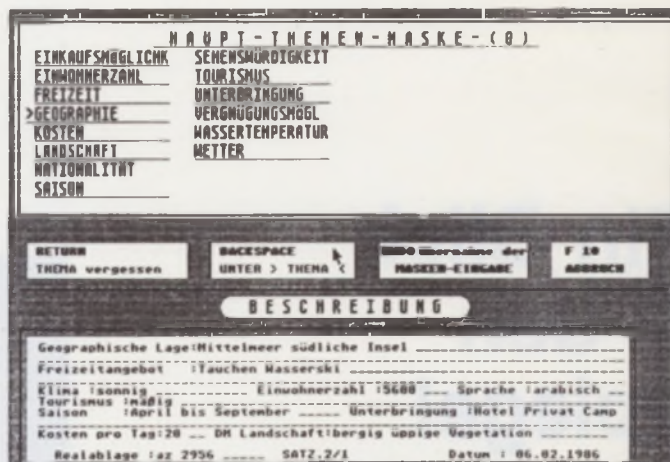 HAUPT-THEMEN-MASKE-(0)
EINKAUFSMÖGLICHK SEHENSWÜRDIGKEIT
EINWOHNERZAHL TOURISMUS
FREIZEIT UNTERBRINGUNG
>GEOGRAPHIE VERGNÜGUNGSMÖGL
KOSTEN WASSERTEMPERATUR
LANDSCHAFT WETTER
NATIONALITÄT
SAISON
RETURN BACKSPACE UNDO übernahme der F 10
THEMA vergessen UNTER > THEMA < MASKEN-EINGABE ABBRUCH
BESCHREIBUNG
Geographische Lage:Mittelmeer südliche Insel
Freizeitangebot :Tauchen Wasserski
Klima :sonnig Einwohnerzahl :5600 Sprache :arabisch
Tourismus :mäßig
Saison :April bis September Unterbringung :Hotel Privat Camp
Kosten pro Tag:20 DM Landschaft:bergig üppige Vegetation
Realablage :az 2956 SATZ.2/1 Datum : 06.02.1986